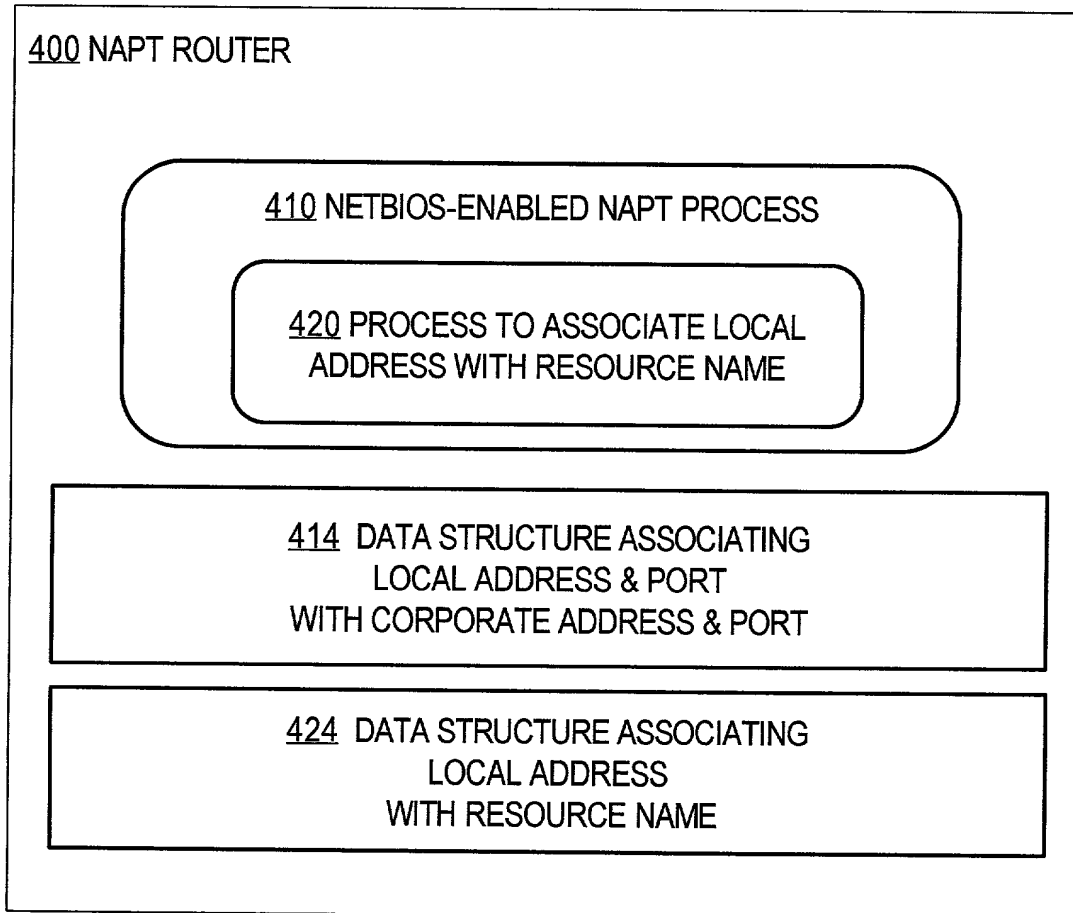 400 NAPT ROUTER
410 NETBIOS-ENABLED NAPT PROCESS
420 PROCESS TO ASSOCIATE LOCAL
ADDRESS WITH RESOURCE NAME
414 DATA STRUCTURE ASSOCIATING
LOCAL ADDRESS & PORT
WITH CORPORATE ADDRESS & PORT
424 DATA STRUCTURE ASSOCIATING
LOCAL ADDRESS
WITH RESOURCE NAME